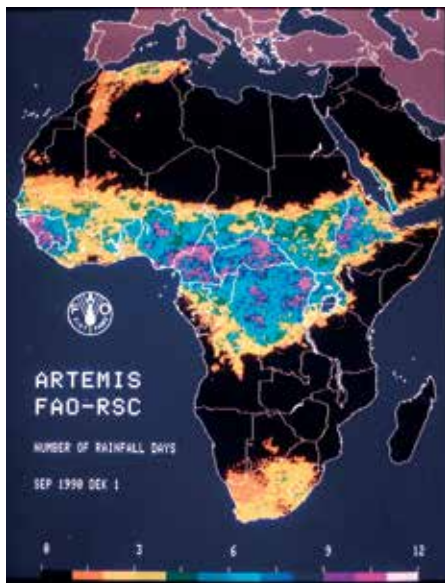 ARTEMIS
FAO-RSC
NUMBER OF RAINFALL DAYS
SEP 1990 DEK 1
0 3 6 9 12